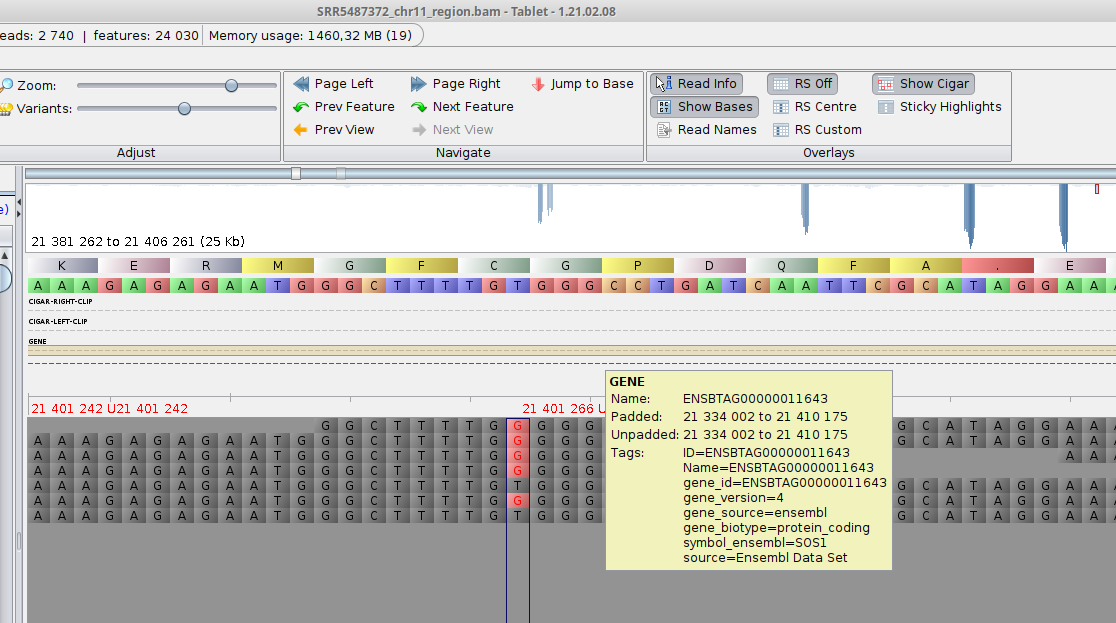 SRR5487372_chr11_region.bam - Tablet - 1.21.02.08
eads: 2 740 | features: 24 030 Memory usage: 1460,32 MB (19)
Zoom: Page Left Page Right Jump to Base Read Info RS Off Show Cigar
Variants: Prev Feature Next Feature Show Bases RS Centre Sticky Highlights
Prev View Next View Read Names RS Custom
Adjust Navigate Overlays
e)
21 381 262 to 21 406 261 (25 Kb)
K E R M G F C G P D Q F A . E
A A A G A G A G A A T G G G C T T T T G T G G G C C T G A T C A A T T C G C A T A G G A A
CIGAR-RIGHT-CLIP
CIGAR-LEFT-CLIP
GENE
21 401 242 U21 401 242 21 401 266 U
G G C T T T T G G G G G G C A T A G G A A
A A A G A G A G A A T G G G C T T T T G G G G G G C A T A G G A A
A A A G A G A G A A T G G G C T T T T G G G G G A A
A A A G A G A G A A T G G G C T T T T G G G G G
A A A G A G A G A A T G G G C T T T T G T G G G G C A T A G G A A
A A A G A G A G A A T G G G C T T T T G G G G G G C A T A G G A A
A A A G A G A G A A T G G G C T T T T G T G G G G C A T A G G A A
GENE
Name: ENSBTAG00000011643
Padded: 21 334 002 to 21 410 175
Unpadded: 21 334 002 to 21 410 175
Tags: ID=ENSBTAG00000011643
Name=ENSBTAG00000011643
gene_id=ENSBTAG00000011643
gene_version=4
gene_source=ensembl
gene_biotype=protein_coding
symbol_ensembl=SOS1
source=Ensembl Data Set